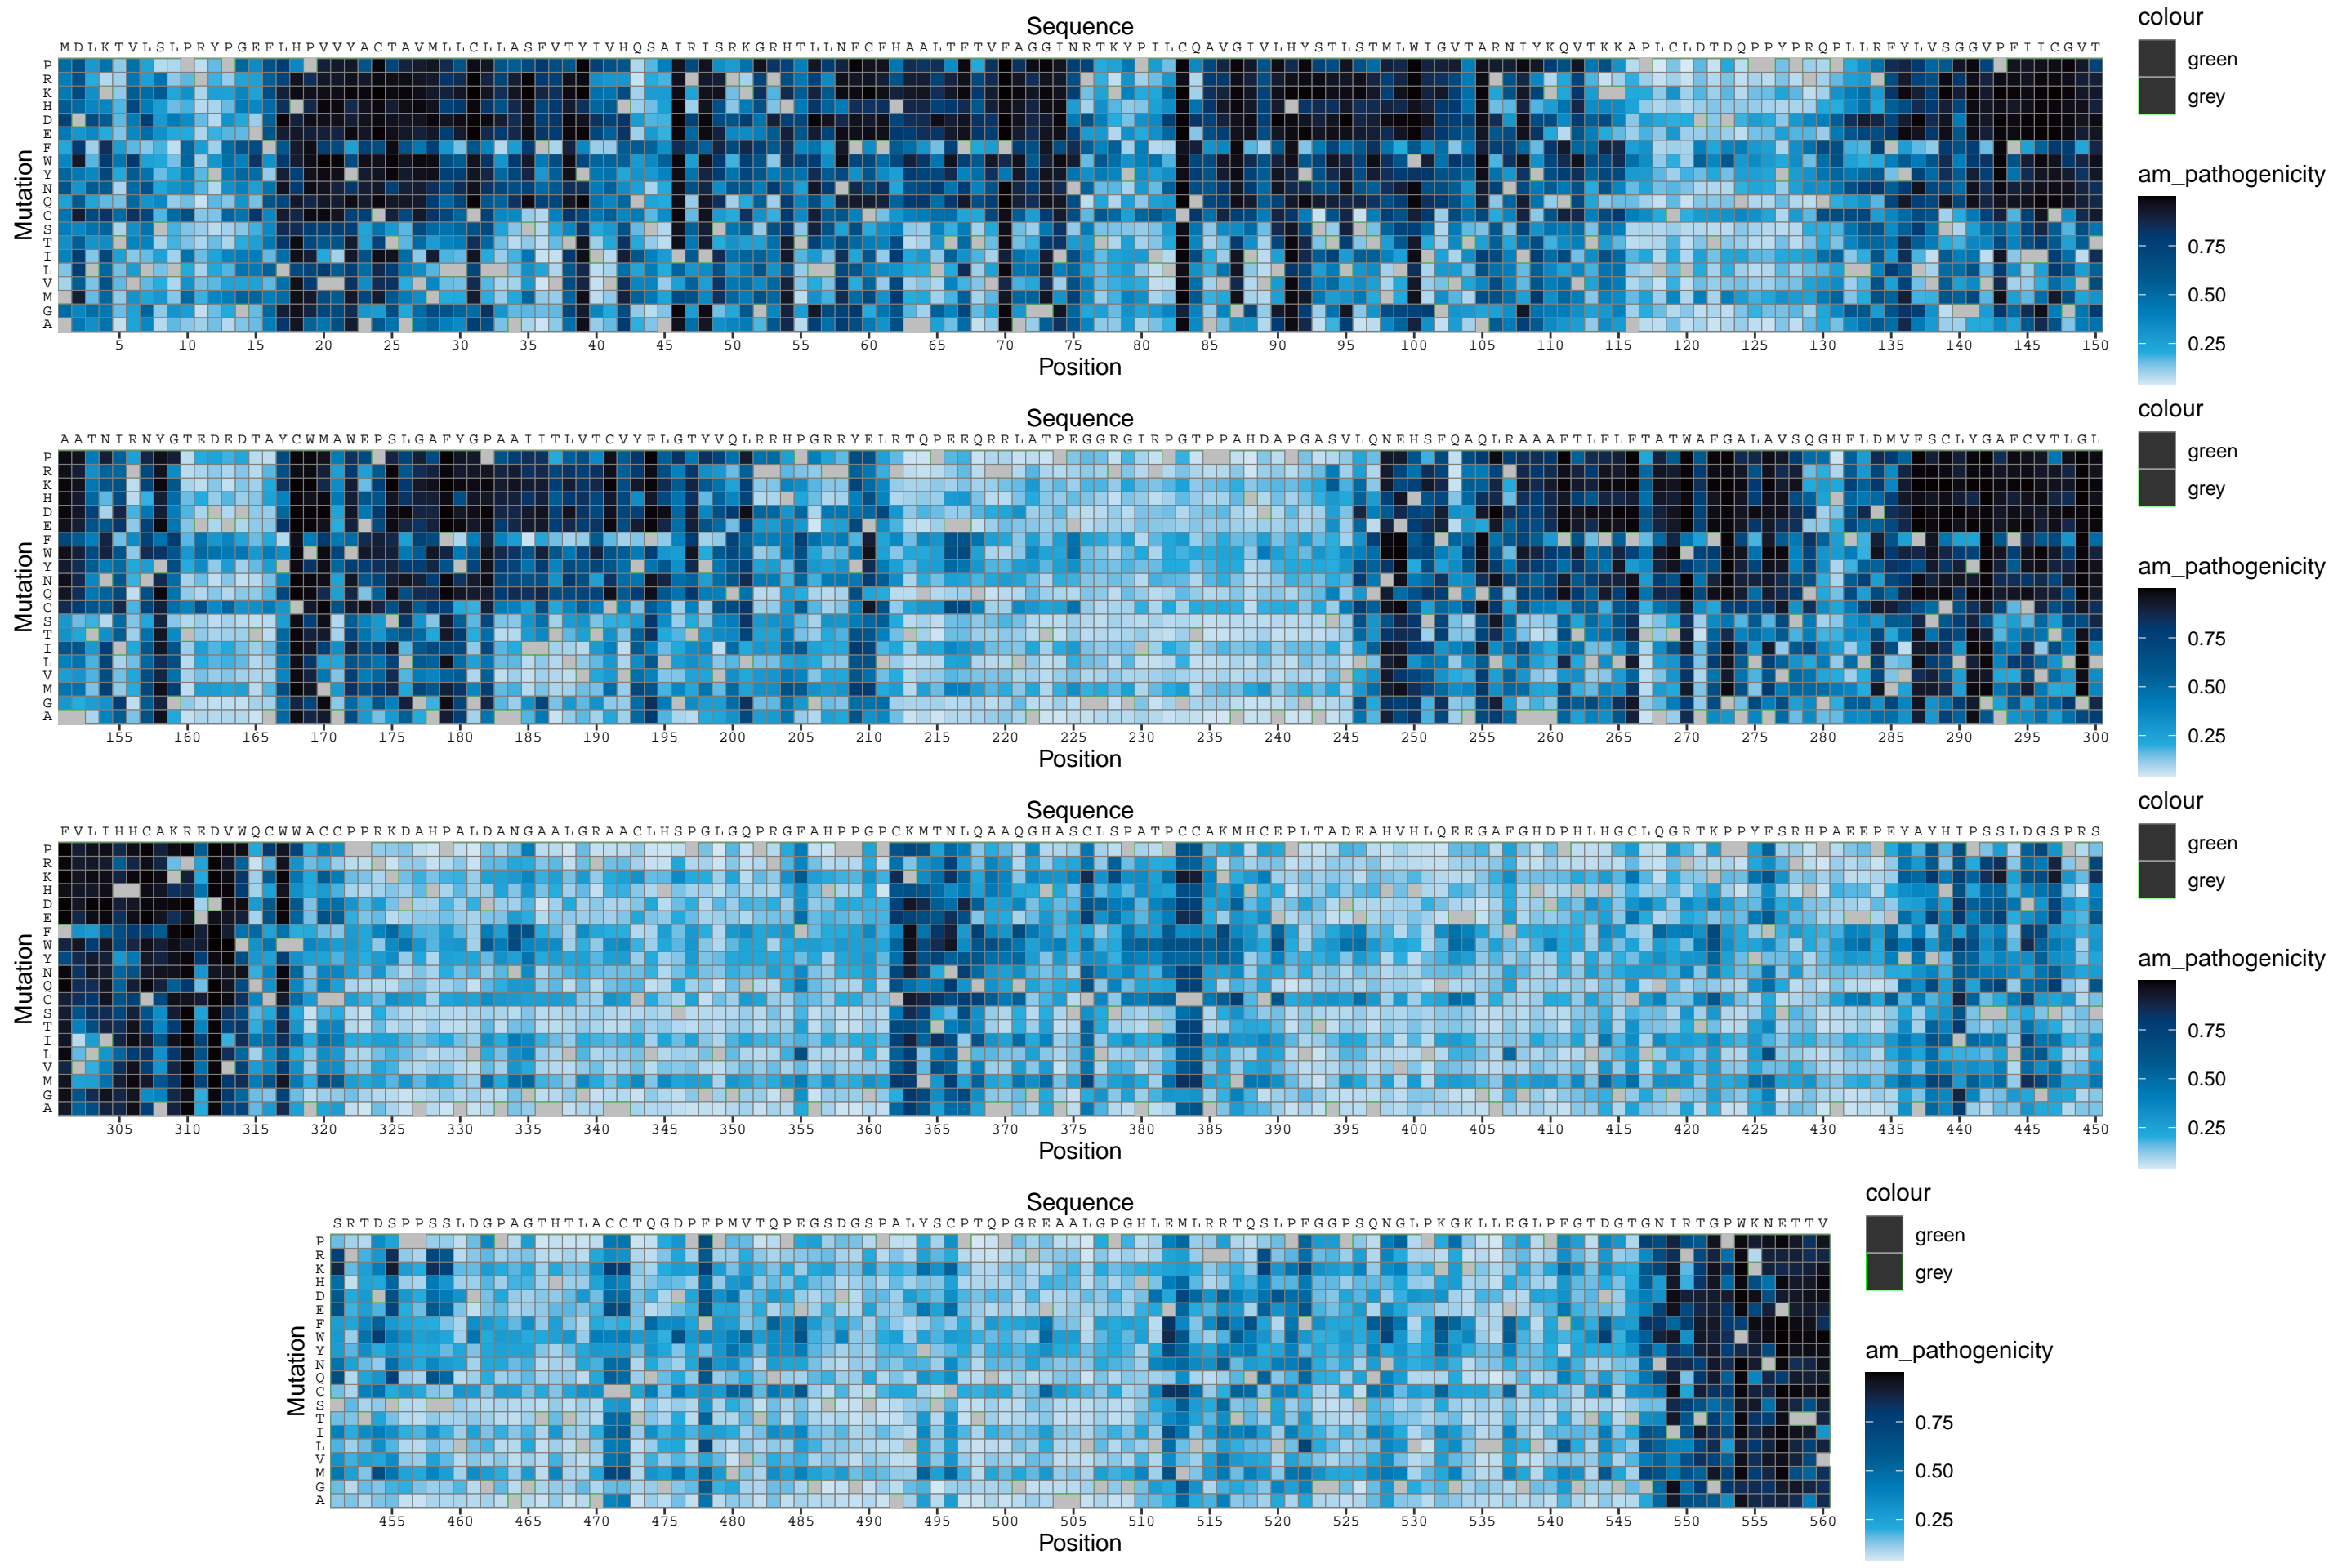 Sequence
MDLKTVLSLPRYPGEFLHPVVYACTAVMLLCLLASFVTYIVHQSAIRISRKGRHTLLNFCFHAALTFTVFAGGINRTKYPILCQAVGIVLHYSTLSTMLWIGVTARNIYKQVTKKAPLCLDTDQPPYPRQPLLRFYLVSGGVPFIICGVT
Mutation
P
R
K
H
D
E
F
W
Y
N
Q
C
S
T
I
L
V
M
G
A
5 10 15 20 25 30 35 40 45 50 55 60 65 70 75 80 85 90 95 100 105 110 115 120 125 130 135 140 145 150
Position
colour
green
grey
am_pathogenicity
0.75
0.50
0.25
Sequence
AATNIRNYGTEDEDTAYCWMAWEPSLGAFYGPAAIITLVTCVYFLGTYVQLRRHPGRRYELRTQPEEQRRLATPEGGRGIRPGTPPAHDAPGASVLQNEHSFQAQLRAAAFTLFLFTATWAFGALAVSQGHFLDMVFSCLYGAFCVTLGL
Mutation
P
R
K
H
D
E
F
W
Y
N
Q
C
S
T
I
L
V
M
G
A
155 160 165 170 175 180 185 190 195 200 205 210 215 220 225 230 235 240 245 250 255 260 265 270 275 280 285 290 295 300
Position
colour
green
grey
am_pathogenicity
0.75
0.50
0.25
Sequence
FVLIHHCAKREDVWQCWWACCPPRKDAHPALDANGAALGRAACLHSPGLGQPRGFAHPPGPCKMTNLQAAQGHASCLSPATPCCAKMHCEPLTADEAHVHLQEEGAFGHDPHLHGCLQGRTKPPYFSRHPAEEPEYAYHIPSSLDGSPRS
Mutation
P
R
K
H
D
E
F
W
Y
N
Q
C
S
T
I
L
V
M
G
A
305 310 315 320 325 330 335 340 345 350 355 360 365 370 375 380 385 390 395 400 405 410 415 420 425 430 435 440 445 450
Position
colour
green
grey
am_pathogenicity
0.75
0.50
0.25
Sequence
SRTDSPPSSLDGPAGTHTLACCTQGDPFPMVTQPEGSDGSPALYSCPTQPGREAALGPGHLEMLRRTQSLPFGGPSQNGLPKGKLLEGLPFGTDGTGNIRTGPWKNETTV
Mutation
P
R
K
H
D
E
F
W
Y
N
Q
C
S
T
I
L
V
M
G
A
455 460 465 470 475 480 485 490 495 500 505 510 515 520 525 530 535 540 545 550 555 560
Position
colour
green
grey
am_pathogenicity
0.75
0.50
0.25